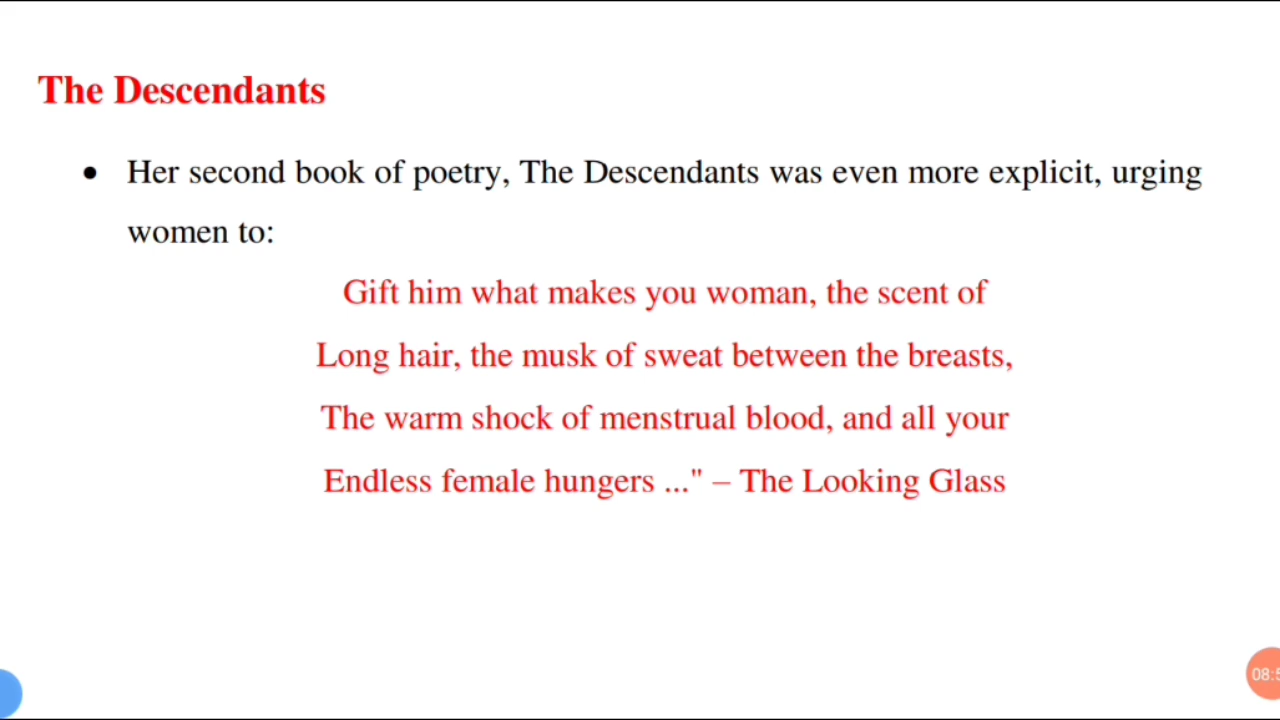 The Descendants
• Her second book of poetry, The Descendants was even more explicit, urging
women to:
Gift him what makes you woman, the scent of
Long hair, the musk of sweat between the breasts,
The warm shock of menstrual blood, and all your
Endless female hungers ..." – The Looking Glass